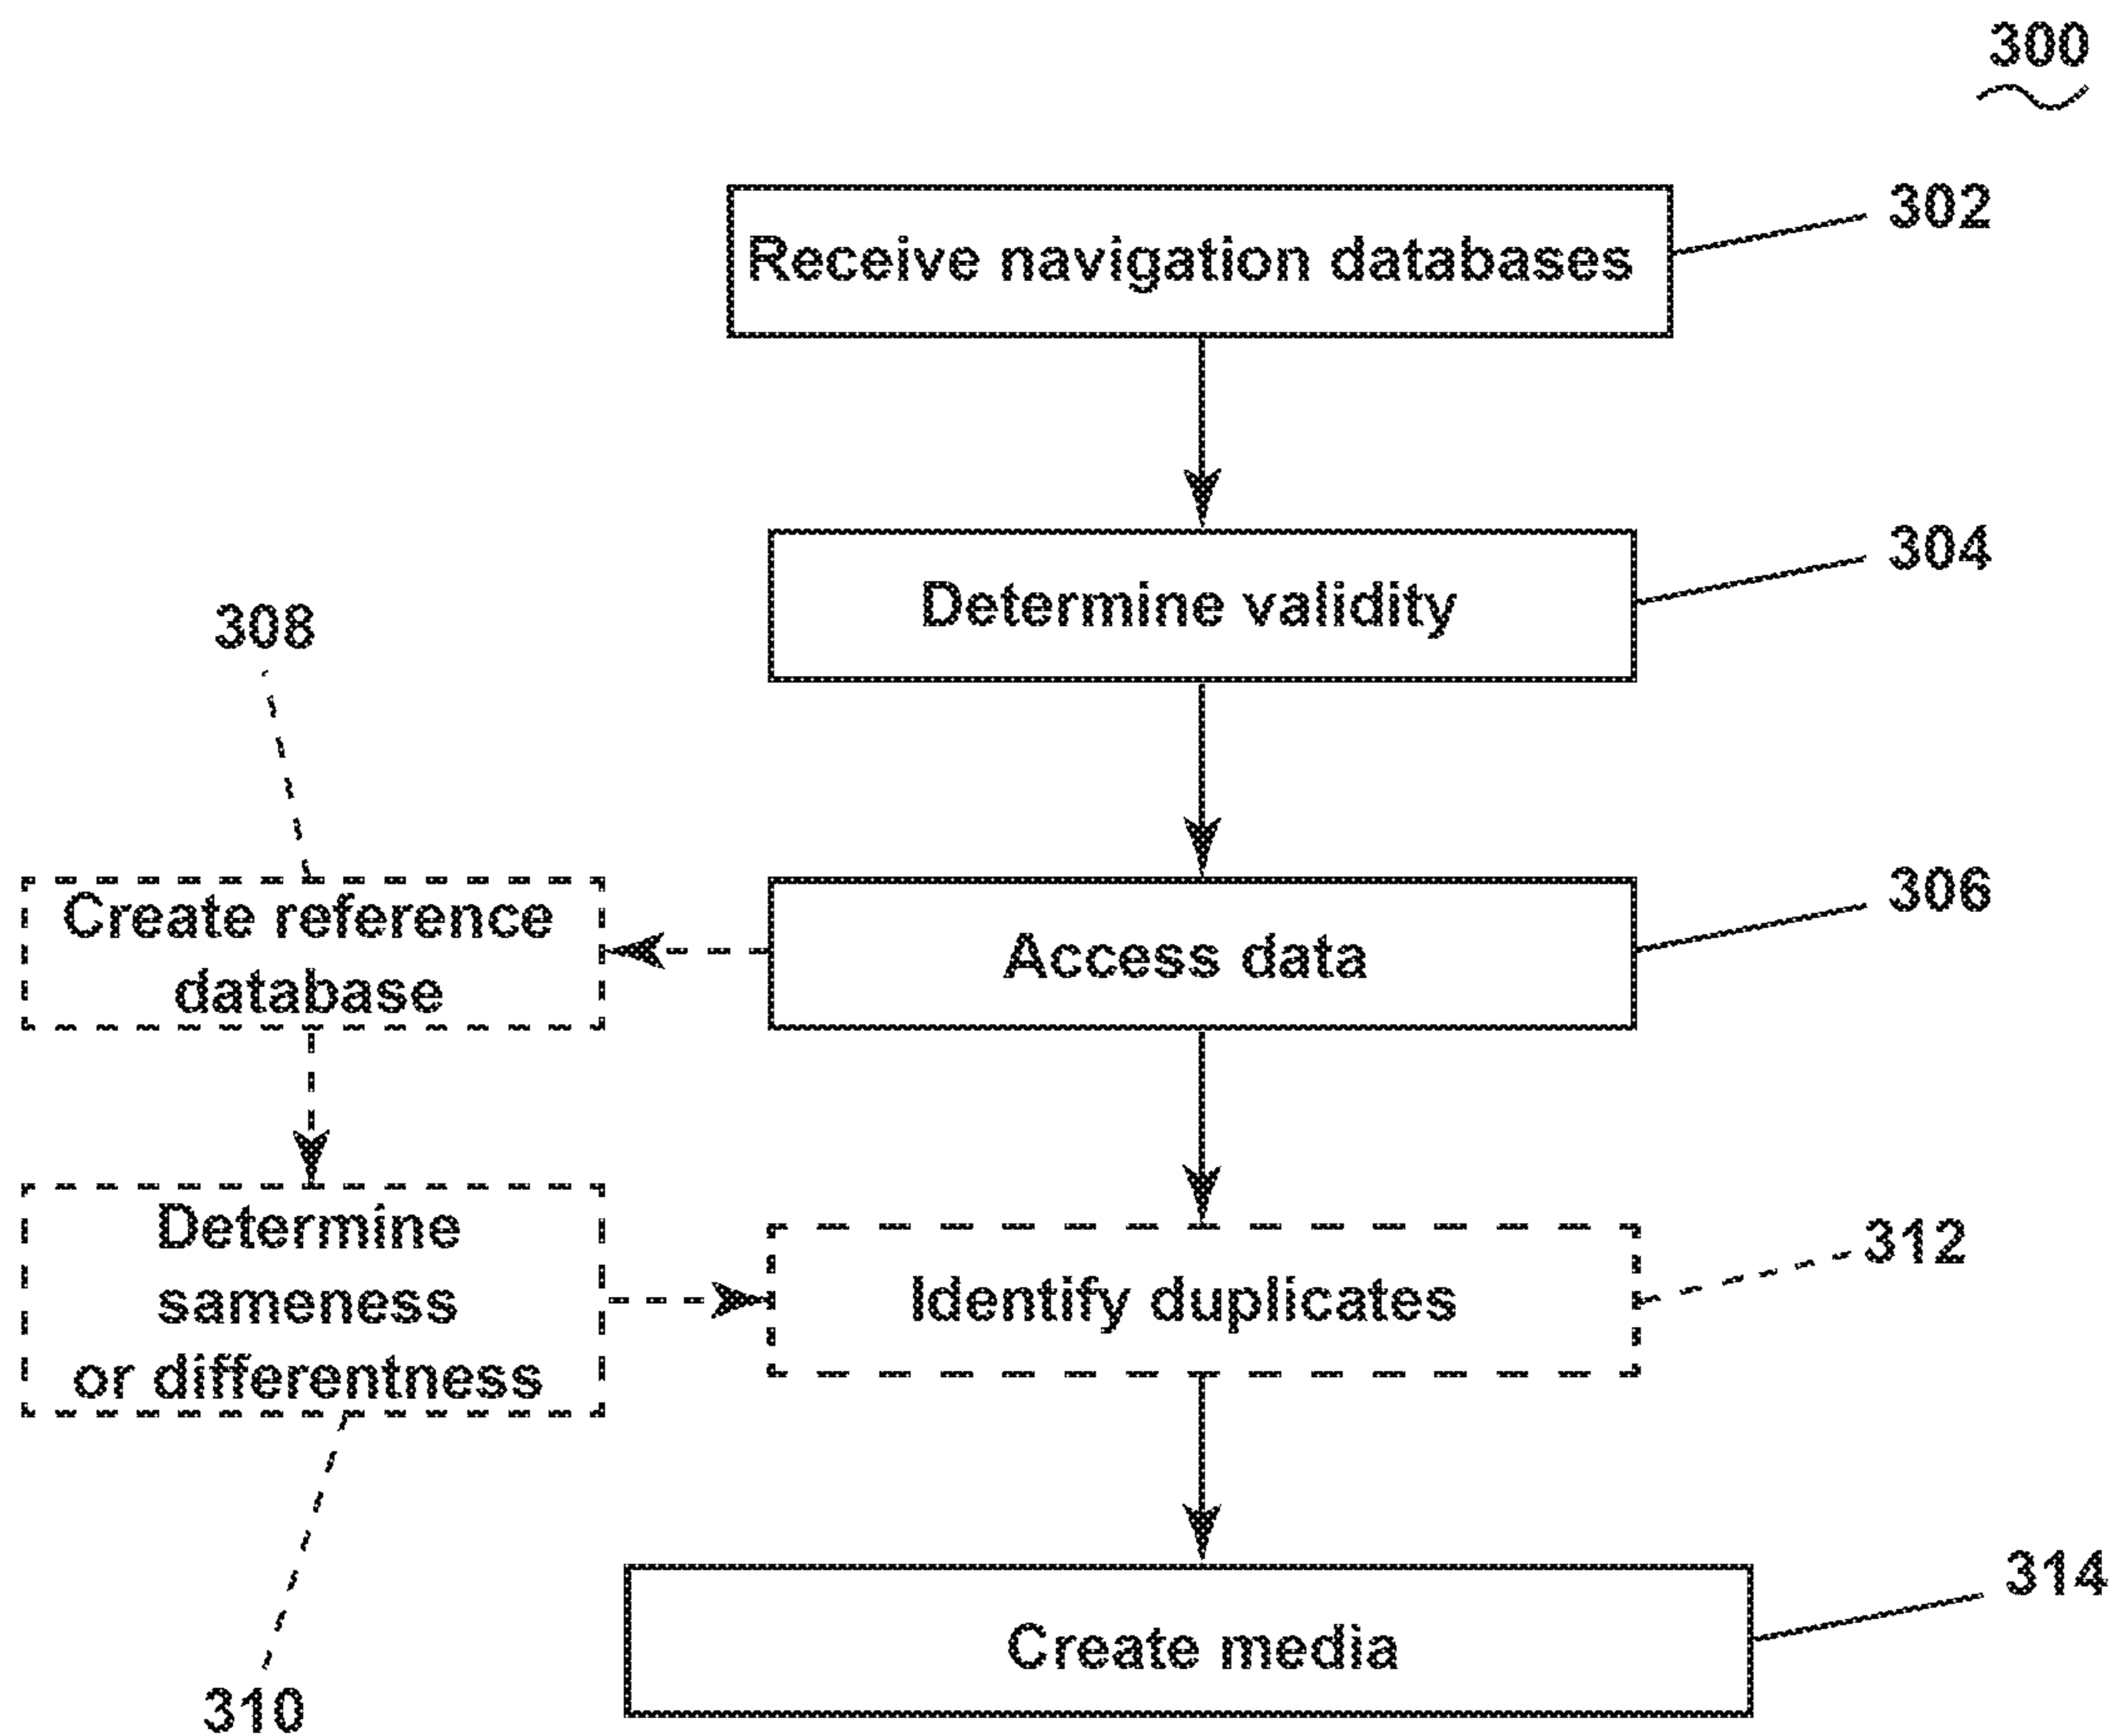 300
Receive navigation databases
302
Determine validity
304
308
Create reference
database
Access data
306
Determine
sameness
or differentness
Identify duplicates
312
310
Create media
314